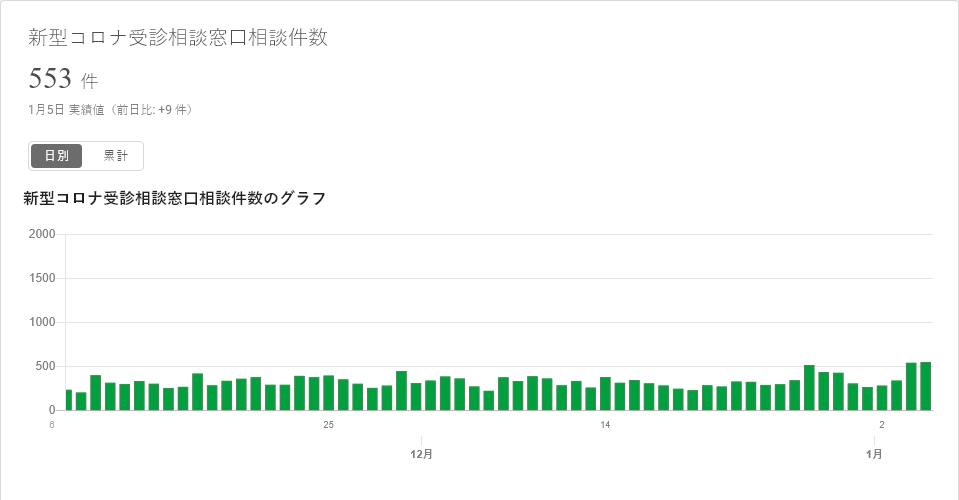 新型コロナ受診相談窓口相談件数
553 件
1月5日 実績値（前日比: +9 件）
日別 累計
新型コロナ受診相談窓口相談件数のグラフ
2000
1500
1000
500
0
6 25 14 2
12月 1月